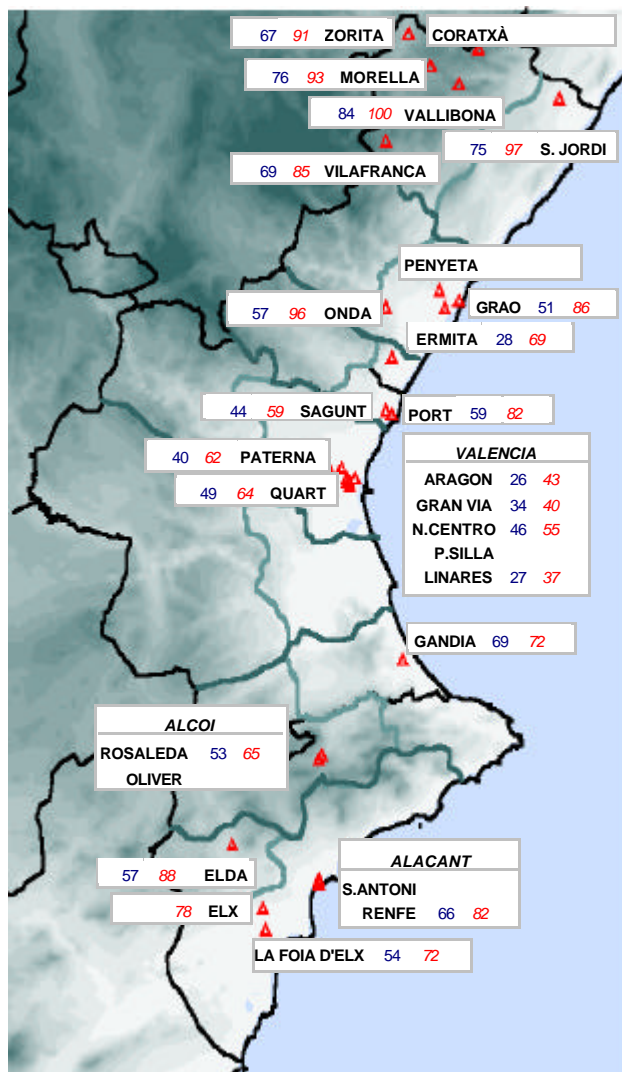 67 91 ZORITA
CORATXÀ
76 93 MORELLA
84 100 VALLIBONA
75 97 S. JORDI
69 85 VILAFRANCA
PENYETA
57 96 ONDA
GRAO 51 86
ERMITA 28 69
44 59 SAGUNT
PORT 59 82
40 62 PATERNA
49 64 QUART
VALENCIA
ARAGON 26 43
GRAN VIA 34 40
N.CENTRO 46 55
P.SILLA
LINARES 27 37
GANDIA 69 72
ALCOI
ROSALEDA 53 65
OLIVER
57 88 ELDA
78 ELX
ALACANT
S.ANTONI
RENFE 66 82
LA FOIA D'ELX 54 72